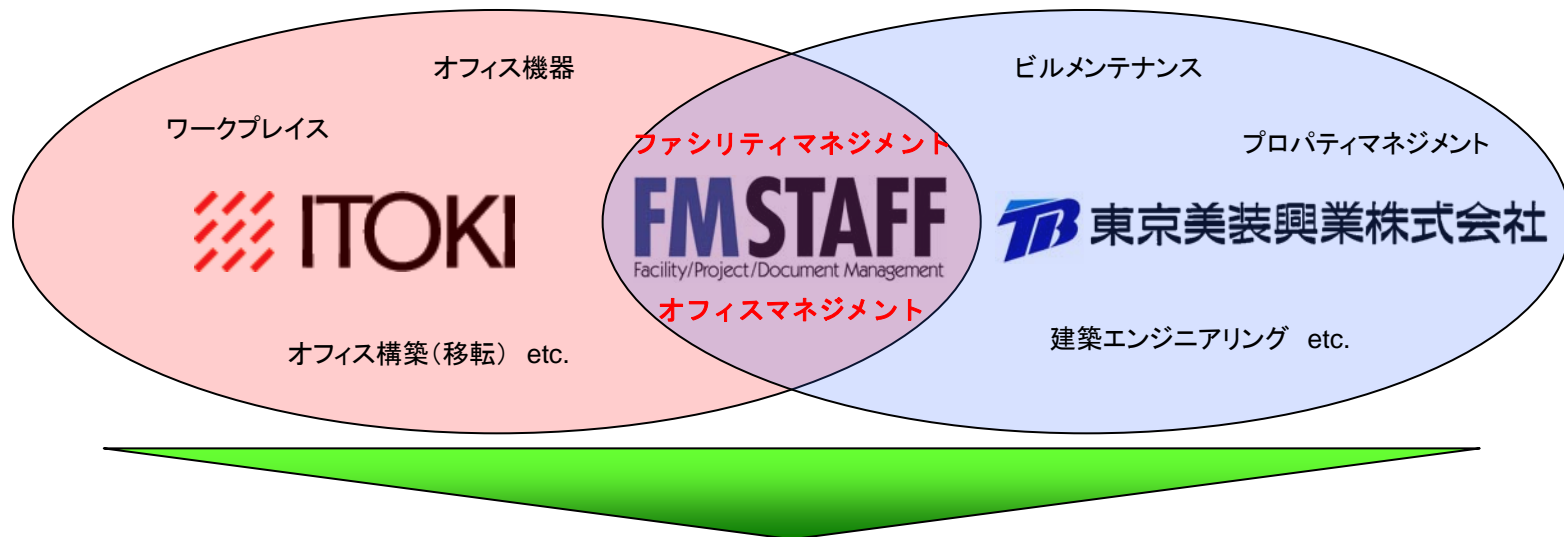 オフィス機器
ワークプレイス
ITOKI
オフィス構築（移転） etc.
ファシリティマネジメント
FMSTAFF
Facility/Project/Document Management
オフィスマネジメント
ビルメンテナンス
プロパティマネジメント
TB 東京美装興業株式会社
建築エンジニアリング etc.